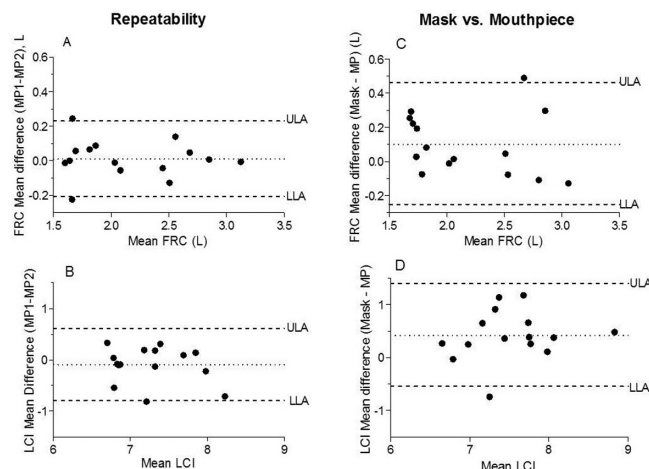 Repeatability
Mask vs. Mouthpiece
A
FRC Mean difference (MP1-MP2), L
0.6
0.4
0.2
0.0
-0.2
ULA
LLA
1.5 2.0 2.5 3.0 3.5
Mean FRC (L)
C
FRC Mean difference (Mask - MP) (L)
0.6
0.4
0.2
0.0
-0.2
ULA
LLA
1.5 2.0 2.5 3.0 3.5
Mean FRC (L)
B
LCI Mean Difference (MP1-MP2)
1
0
-1
ULA
LLA
6 7 8 9
Mean LCI
D
LCI Mean difference (Mask - MP)
1
0
-1
ULA
LLA
6 7 8 9
Mean LCI